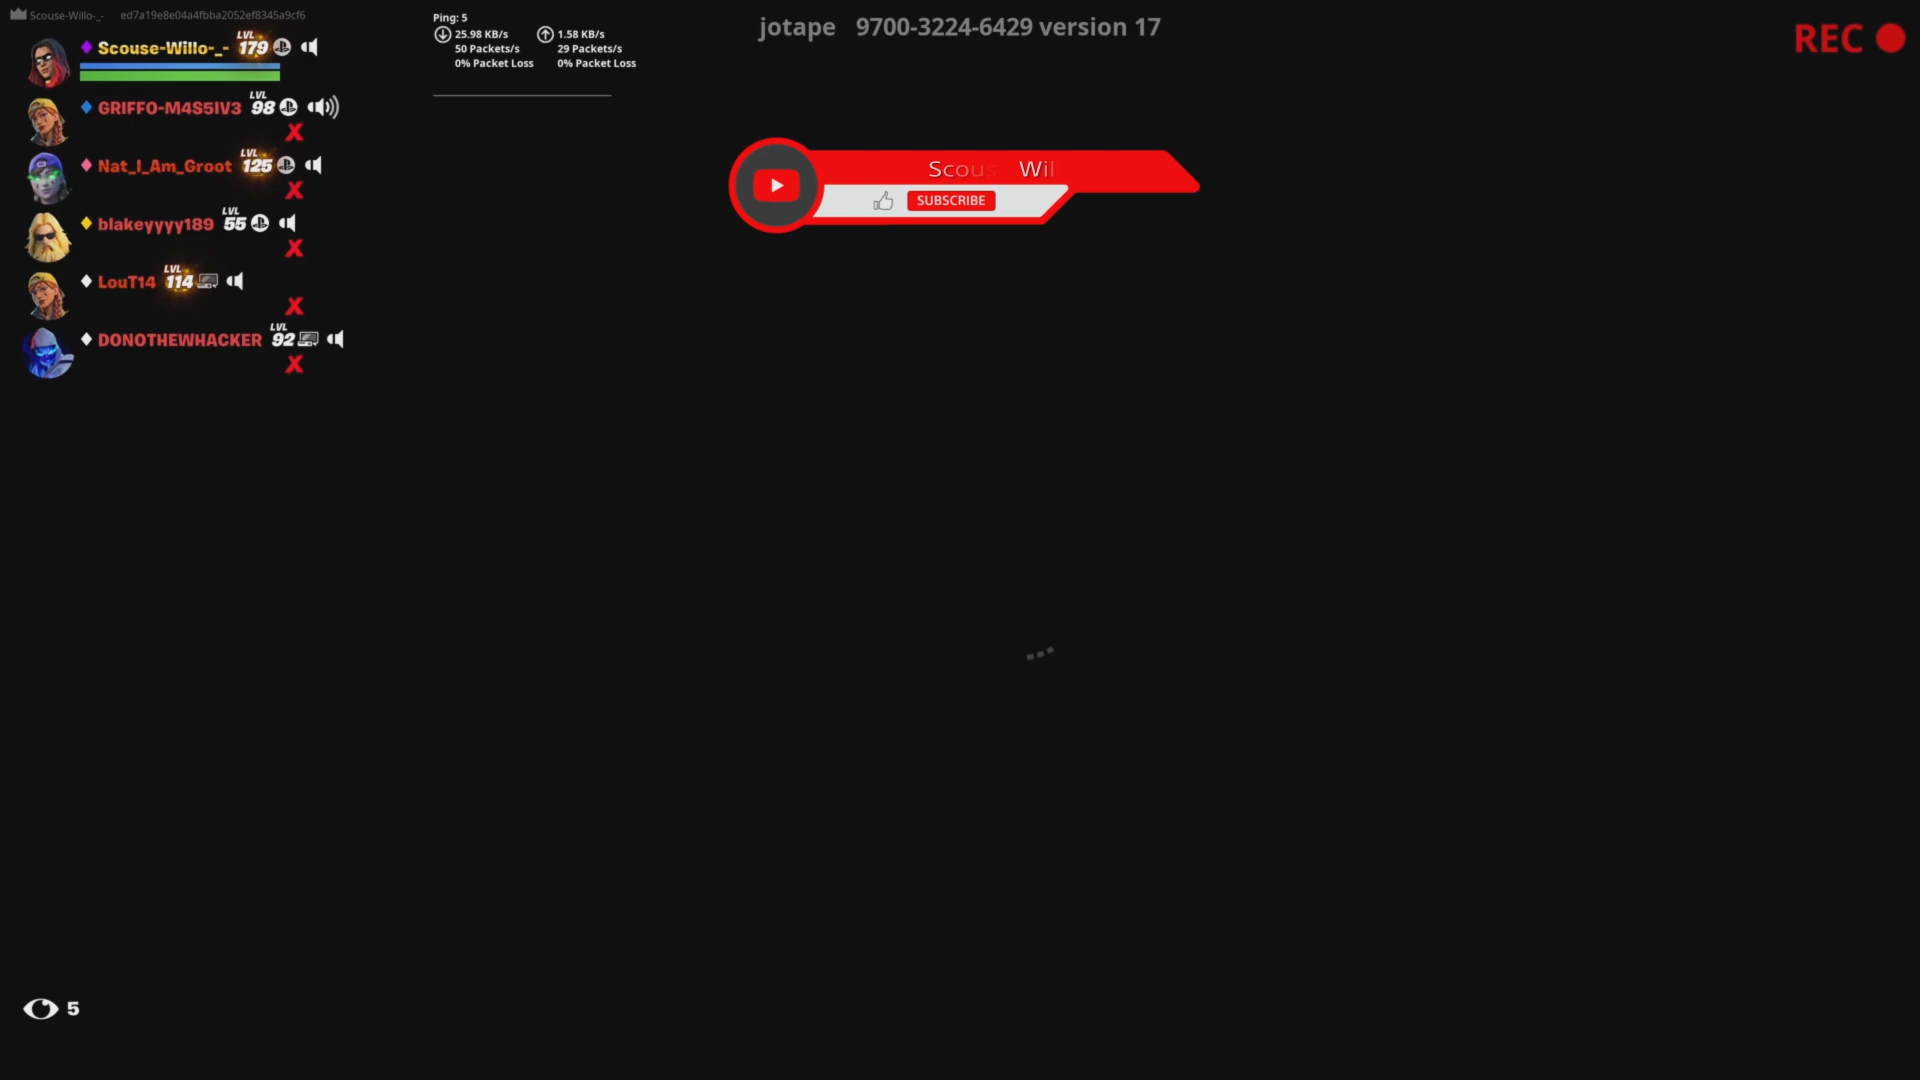 Scouse-Willo-_- ed7a19e8e04a4fbba2052ef8345a9cf6
Scouse-Willo-_- LVL 179
GRIFFO-M4S5IV3 LVL 98
X
Nat_I_Am_Groot LVL 125
X
blakeyyyy189 LVL 55
X
LouT14 LVL 114
X
DONOTHEWHACKER LVL 92
X
Ping: 5
25.98 KB/s 1.58 KB/s
50 Packets/s 29 Packets/s
0% Packet Loss 0% Packet Loss
jotape 9700-3224-6429 version 17
REC
Scous Wil
SUBSCRIBE
5